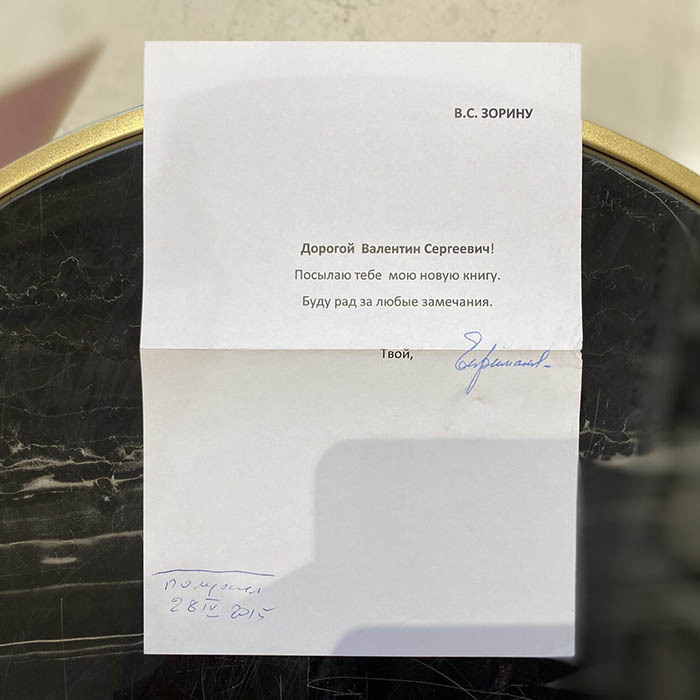 В.С. ЗОРИНУ
Дорогой Валентин Сергеевич!
Посылаю тебе мою новую книгу.
Буду рад за любые замечания.
Твой,
получил
28 IV 2015